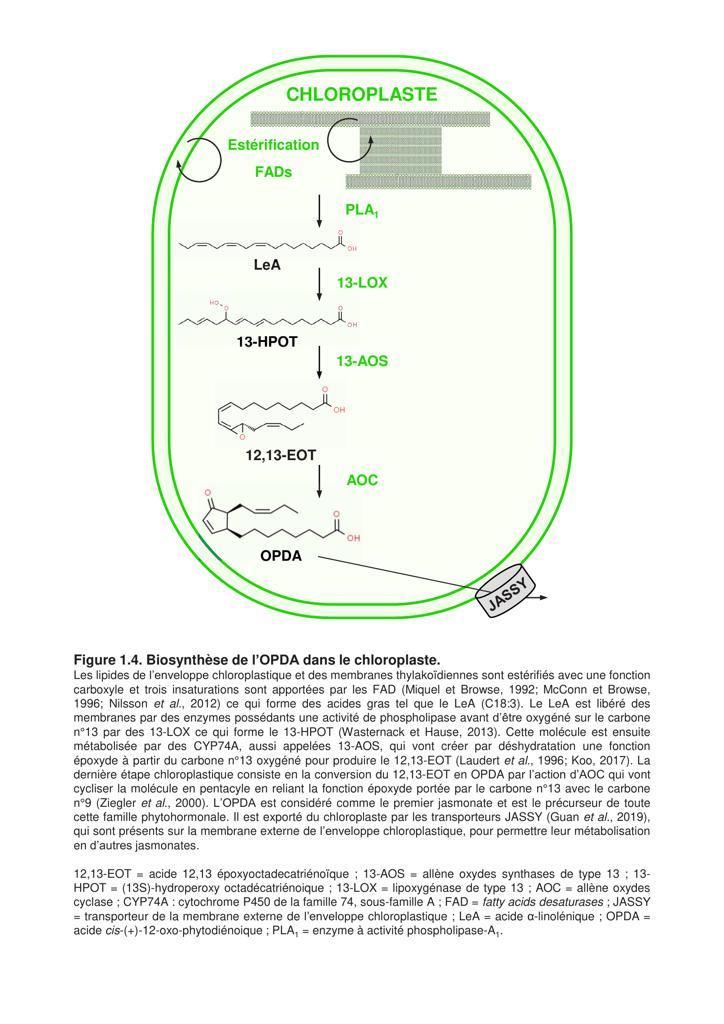 CHLOROPLASTE
Estérification
FADs
PLA1
O
OH
LeA
13-LOX
HO
O
O
OH
13-HPOT
13-AOS
O
OH
O
12,13-EOT
AOC
O
O
OH
OPDA
JASSY
Figure 1.4. Biosynthèse de l'OPDA dans le chloroplaste.
Les lipides de l'enveloppe chloroplastique et des membranes thylakoïdiennes sont estérifiés avec une fonction
carboxyle et trois insaturations sont apportées par les FAD (Miquel et Browse, 1992; McConn et Browse,
1996; Nilsson et al., 2012) ce qui forme des acides gras tel que le LeA (C18:3). Le LeA est libéré des
membranes par des enzymes possédants une activité de phospholipase avant d'être oxygéné sur le carbone
n°13 par des 13-LOX ce qui forme le 13-HPOT (Wasternack et Hause, 2013). Cette molécule est ensuite
métabolisée par des CYP74A, aussi appelées 13-AOS, qui vont créer par déshydratation une fonction
époxyde à partir du carbone n°13 oxygéné pour produire le 12,13-EOT (Laudert et al., 1996; Koo, 2017). La
dernière étape chloroplastique consiste en la conversion du 12,13-EOT en OPDA par l'action d'AOC qui vont
cycliser la molécule en pentacyle en reliant la fonction époxyde portée par le carbone n°13 avec le carbone
n°9 (Ziegler et al., 2000). L'OPDA est considéré comme le premier jasmonate et est le précurseur de toute
cette famille phytohormonale. Il est exporté du chloroplaste par les transporteurs JASSY (Guan et al., 2019),
qui sont présents sur la membrane externe de l'enveloppe chloroplastique, pour permettre leur métabolisation
en d'autres jasmonates.
12,13-EOT = acide 12,13 époxyoctadecatriénoïque ; 13-AOS = allène oxydes synthases de type 13 ; 13-
HPOT = (13S)-hydroperoxy octadécatriénoique ; 13-LOX = lipoxygénase de type 13 ; AOC = allène oxydes
cyclase ; CYP74A : cytochrome P450 de la famille 74, sous-famille A ; FAD = fatty acids desaturases ; JASSY
= transporteur de la membrane externe de l'enveloppe chloroplastique ; LeA = acide α-linolénique ; OPDA =
acide cis-(+)-12-oxo-phytodiénoique ; PLA1 = enzyme à activité phospholipase-A1.